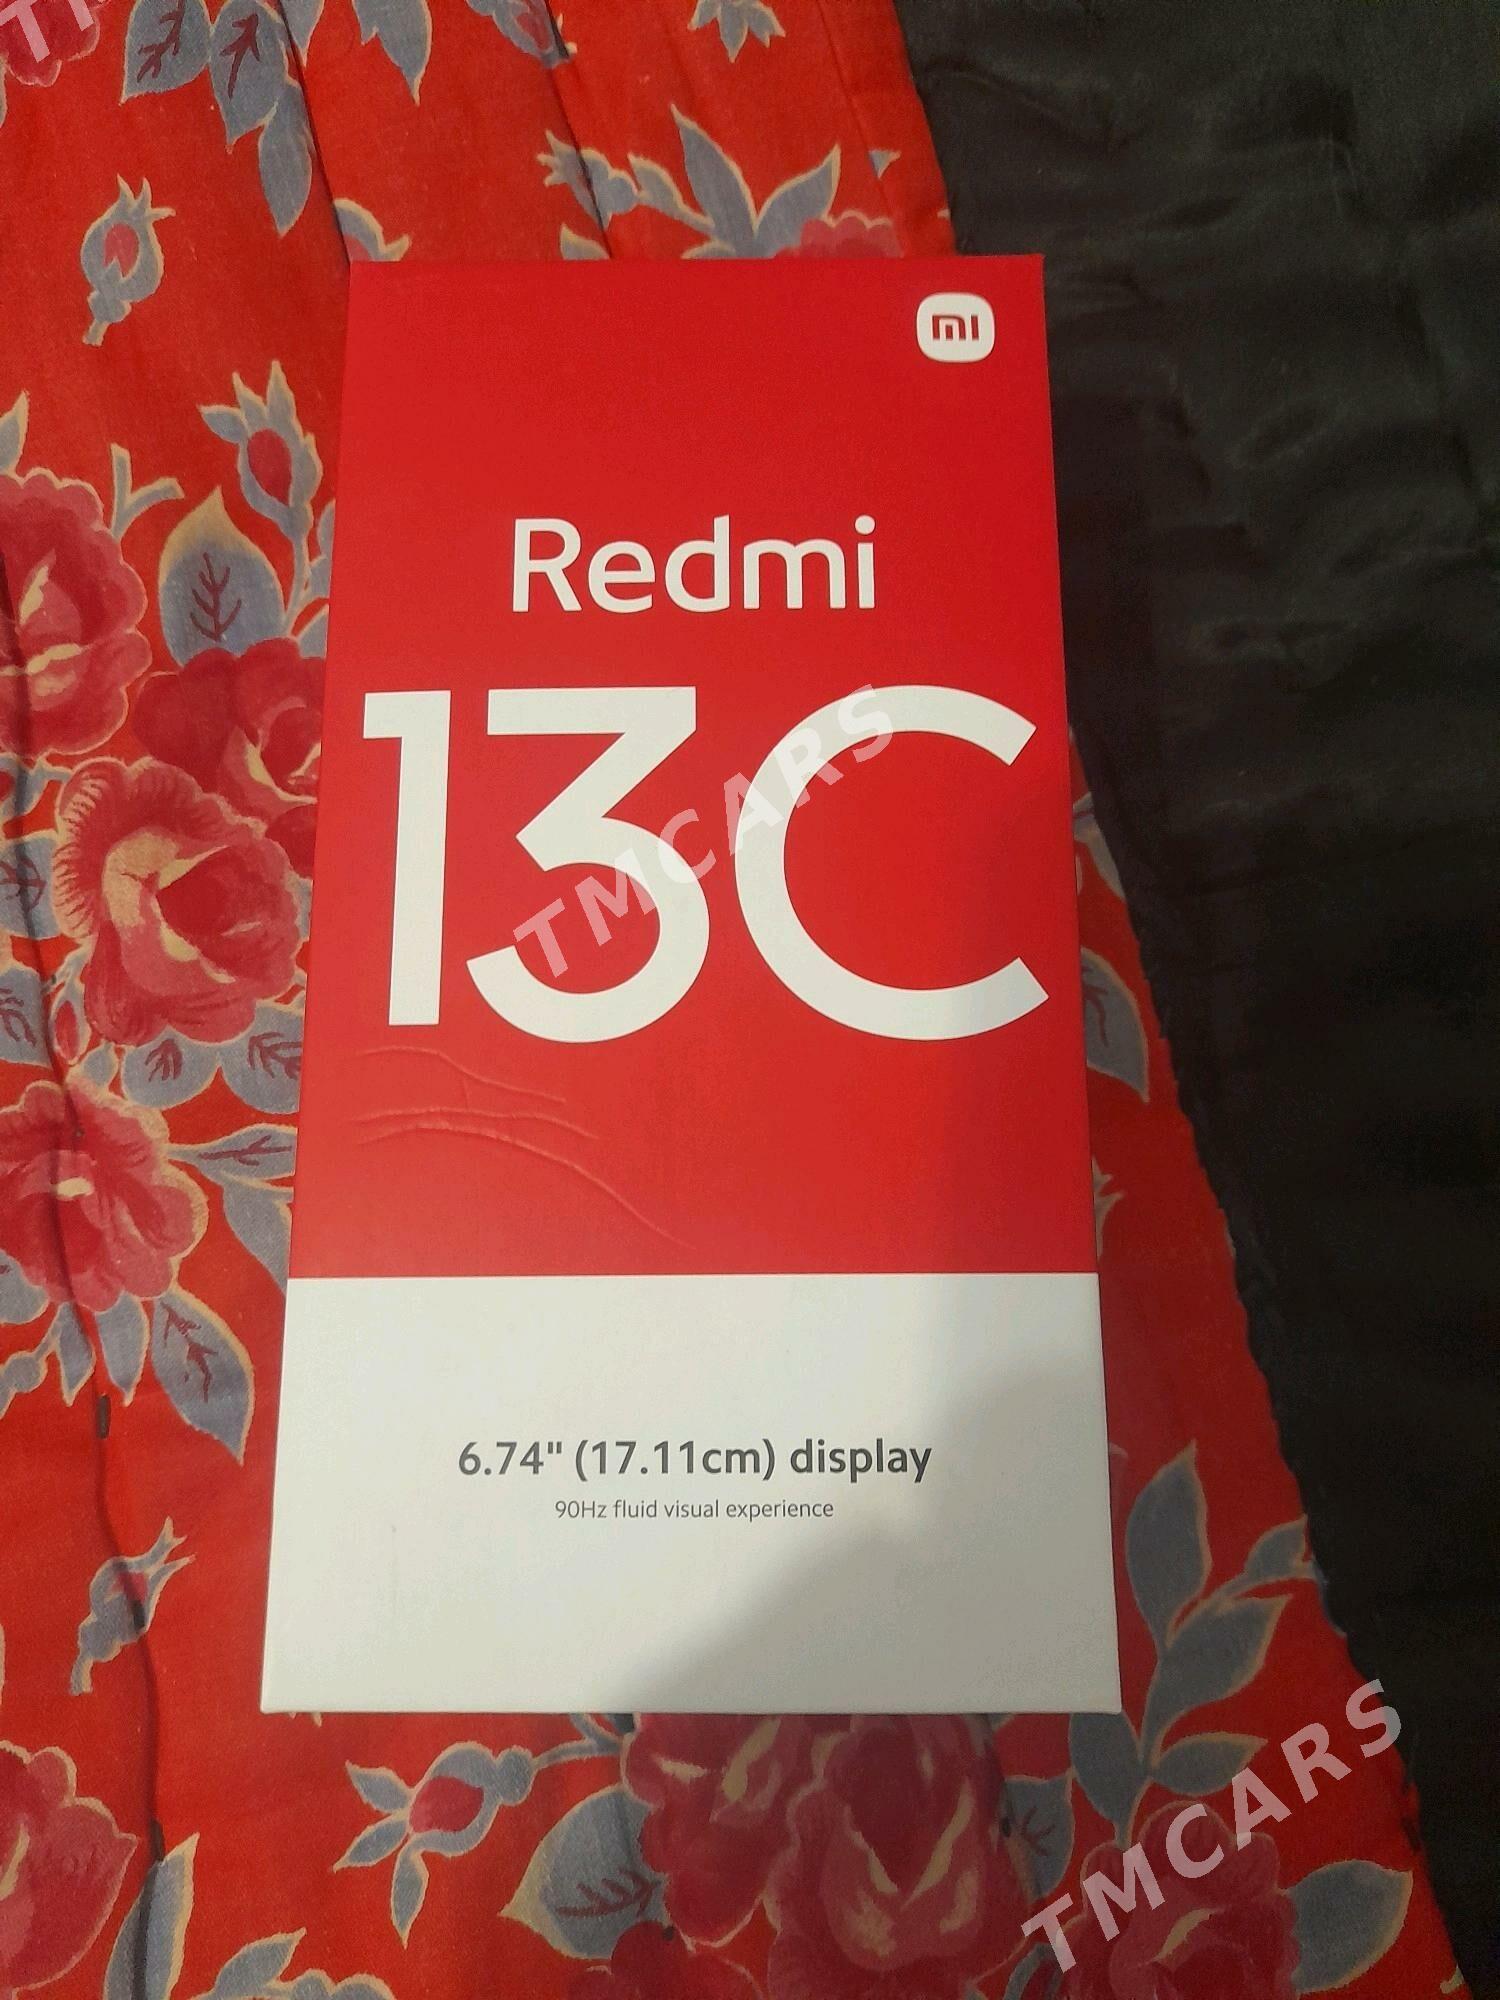 mi
Redmi
13C
TMCARS
6.74" (17.11cm) display
90Hz fluid visual experience
TMCARS